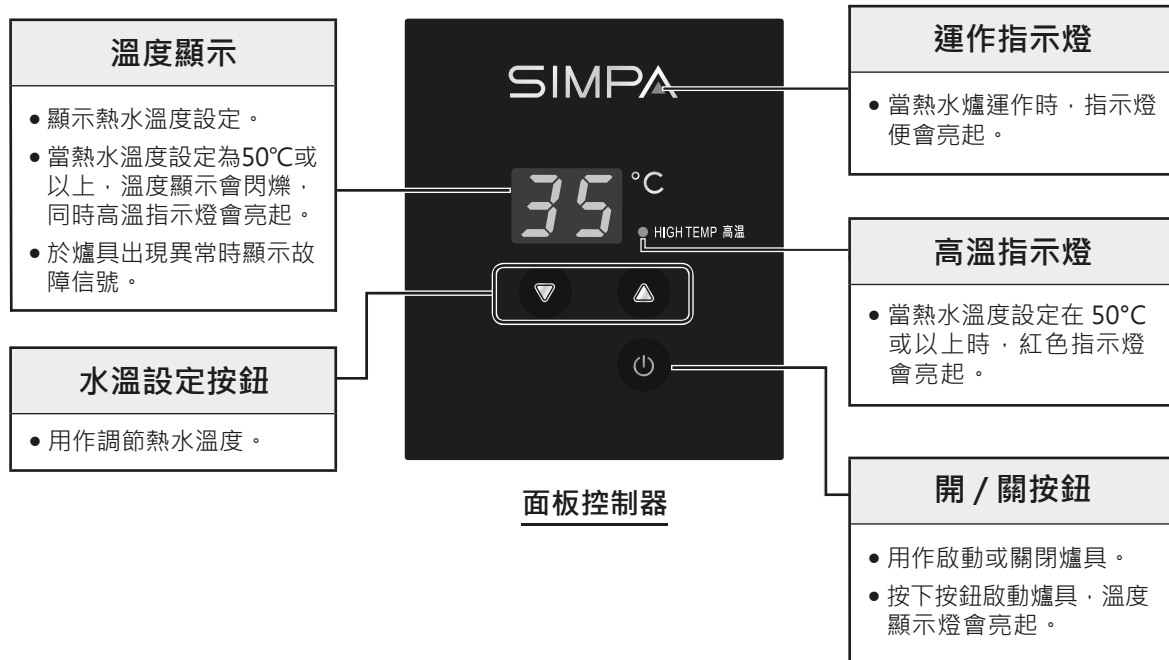 溫度顯示
• 顯示熱水溫度設定。
• 當熱水溫度設定為50℃或
以上，溫度顯示會閃爍，
同時高溫指示燈會亮起。
• 於爐具出現異常時顯示故
障信號。
水溫設定按鈕
• 用作調節熱水溫度。
SIMPA
35 °C
HIGH TEMP 高溫
面板控制器
運作指示燈
• 當熱水爐運作時，指示燈
便會亮起。
高溫指示燈
• 當熱水溫度設定在 50°C
或以上時，紅色指示燈
會亮起。
開 / 關按鈕
• 用作啟動或關閉爐具。
• 按下按鈕啟動爐具，溫度
顯示燈會亮起。